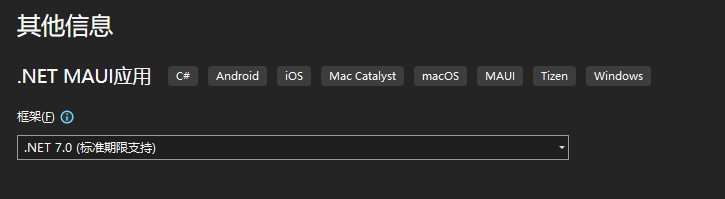 其他信息
.NET MAUI应用 C# Android iOS Mac Catalyst macOS MAUI Tizen Windows
框架(F)
.NET 7.0 (标准期限支持)